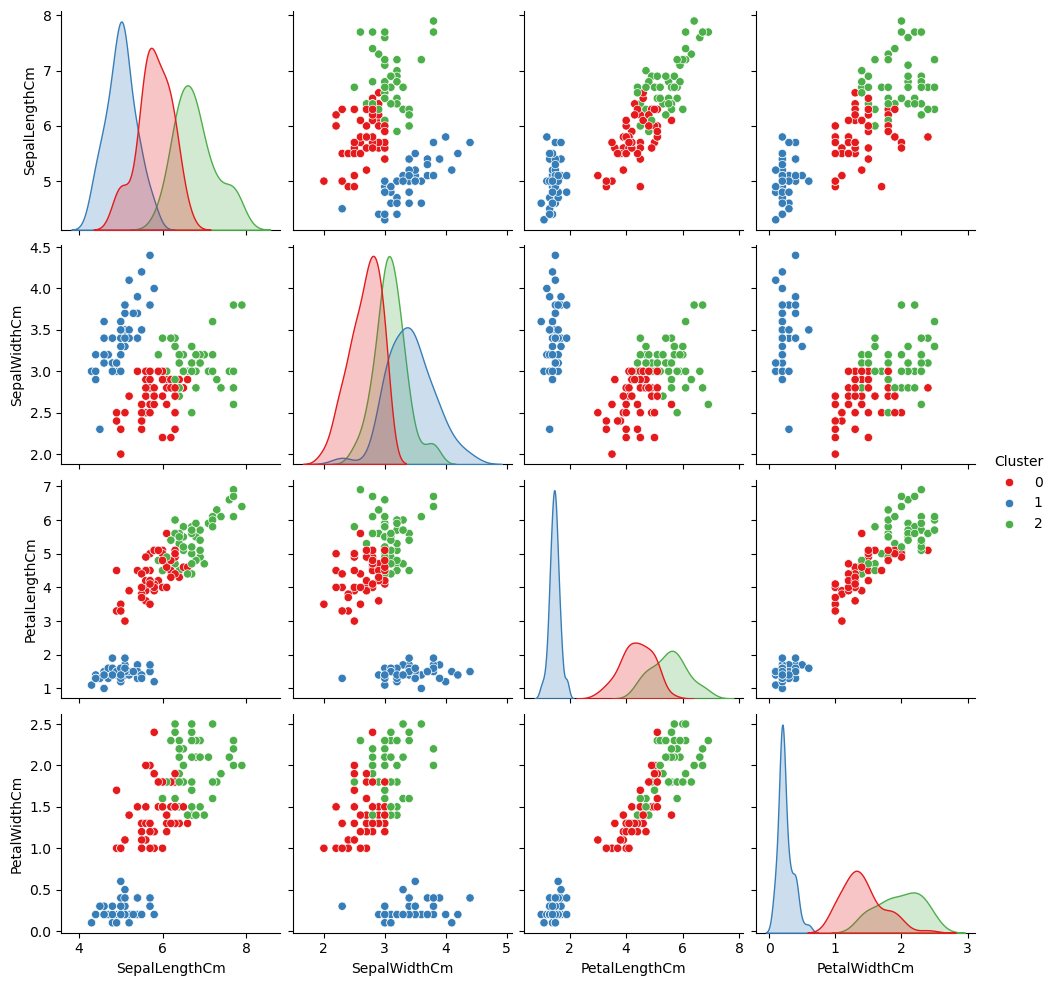 8
7
6
5
SepalLengthCm
4.5
4.0
3.5
3.0
2.5
2.0
SepalWidthCm
Cluster
0
1
2
7
6
5
4
3
2
1
PetalLengthCm
2.5
2.0
1.5
1.0
0.5
0.0
PetalWidthCm
4 6 8
2 3 4 5
2 4 6 8
0 1 2 3
SepalLengthCm SepalWidthCm PetalLengthCm PetalWidthCm